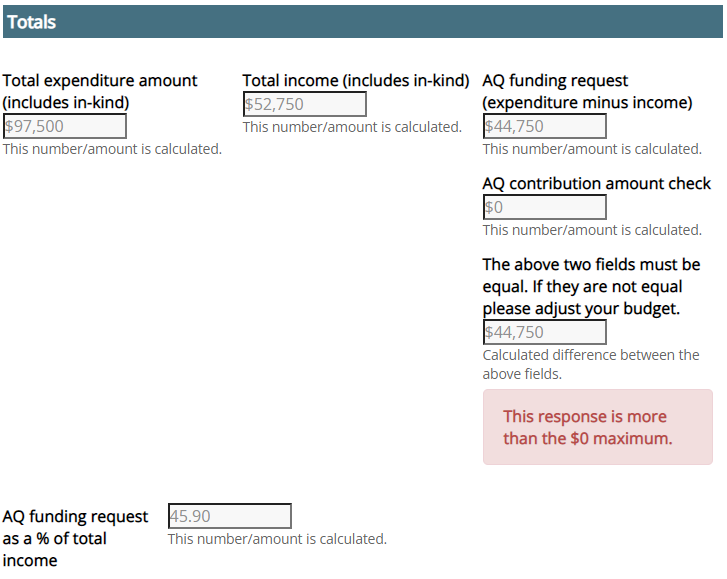 Totals
Total expenditure amount
(includes in-kind)
$97,500
This number/amount is calculated.
Total income (includes in-kind)
$52,750
This number/amount is calculated.
AQ funding request
(expenditure minus income)
$44,750
This number/amount is calculated.
AQ contribution amount check
$0
This number/amount is calculated.
The above two fields must be
equal. If they are not equal
please adjust your budget.
$44,750
Calculated difference between the
above fields.
This response is more
than the $0 maximum.
AQ funding request
as a % of total
income
45.90
This number/amount is calculated.